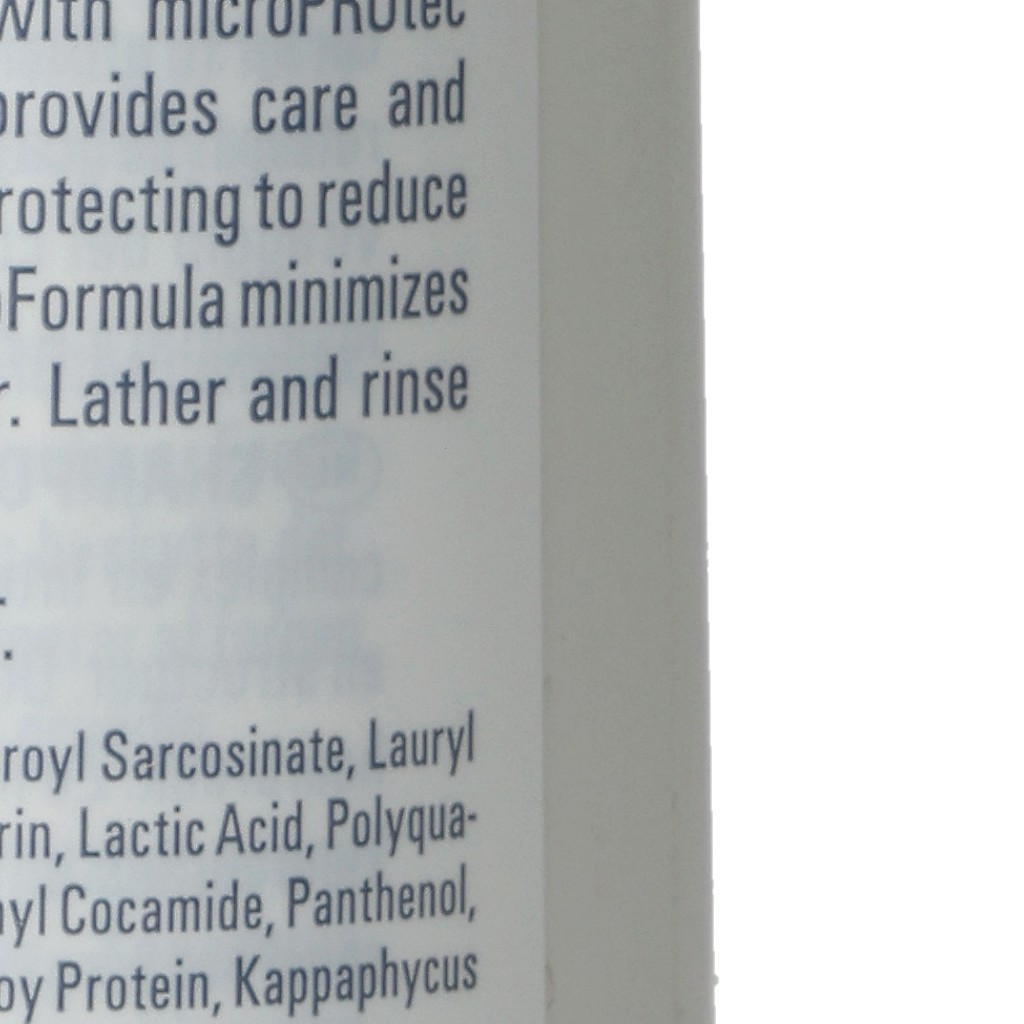 with microPROtec
provides care and
rotecting to reduce
Formula minimizes
r. Lather and rinse
royl Sarcosinate, Lauryl
rin, Lactic Acid, Polyqua-
yl Cocamide, Panthenol,
oy Protein, Kappaphycus